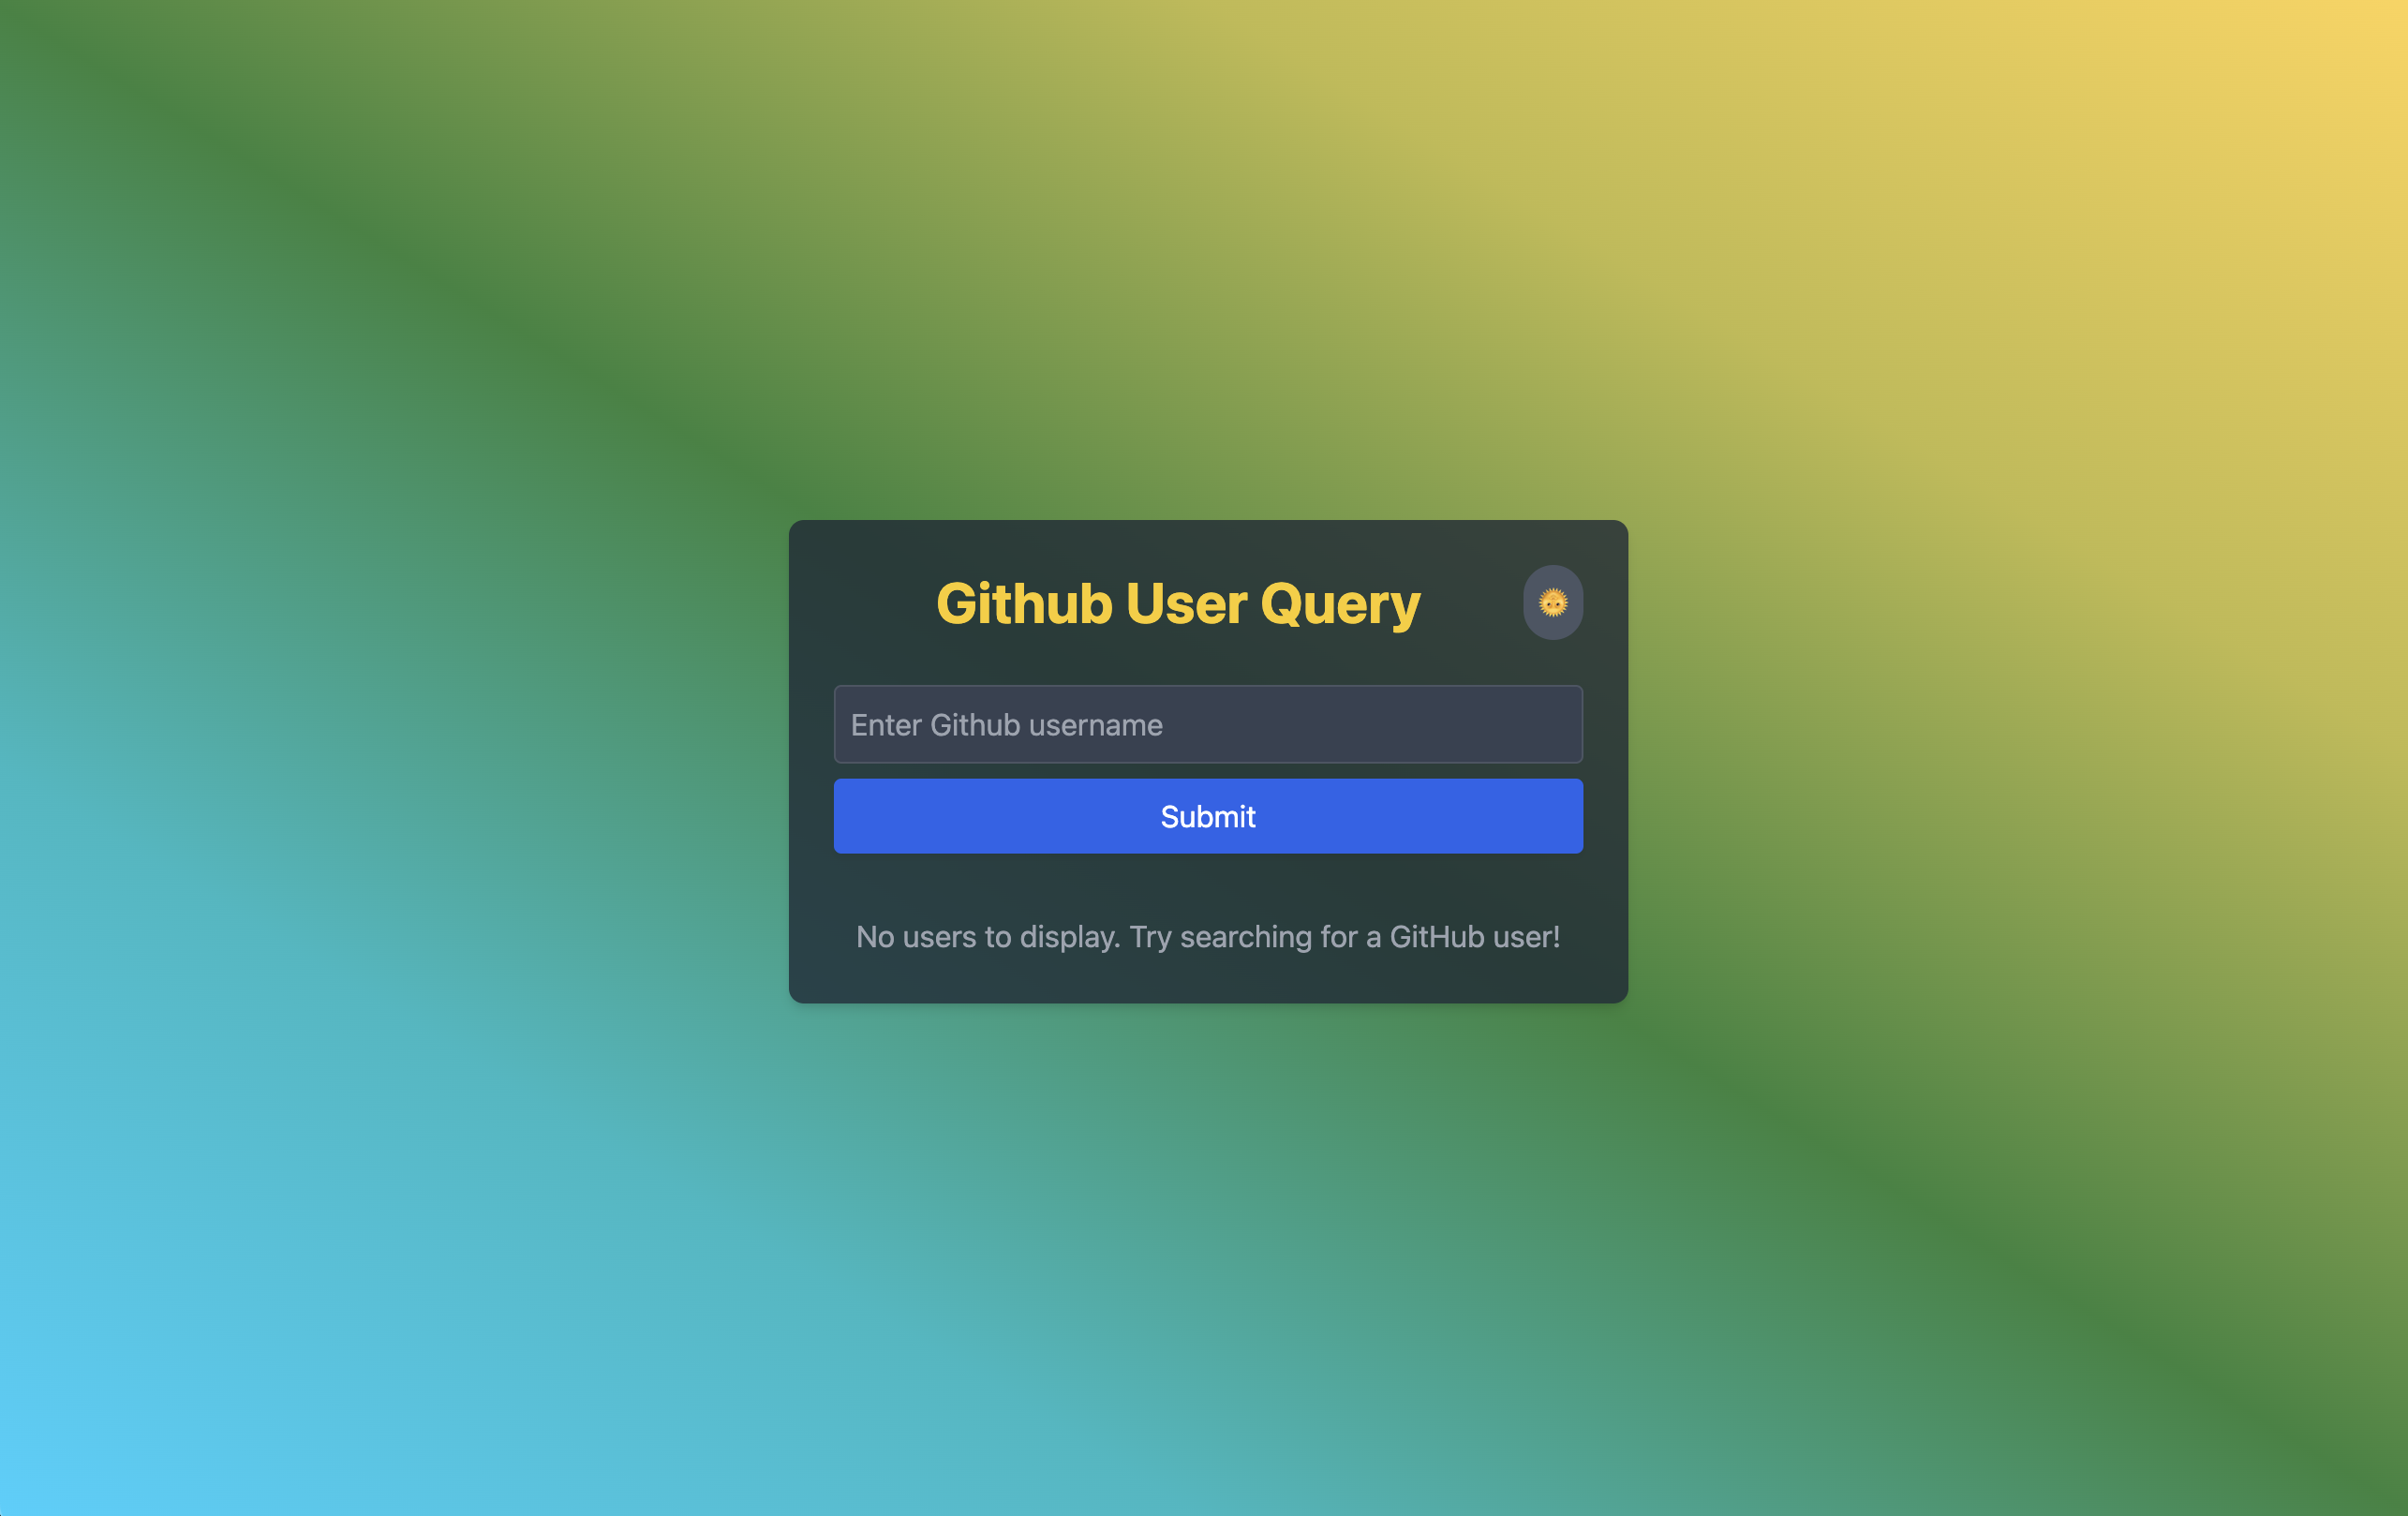 Github User Query
Enter Github username
Submit
No users to display. Try searching for a GitHub user!